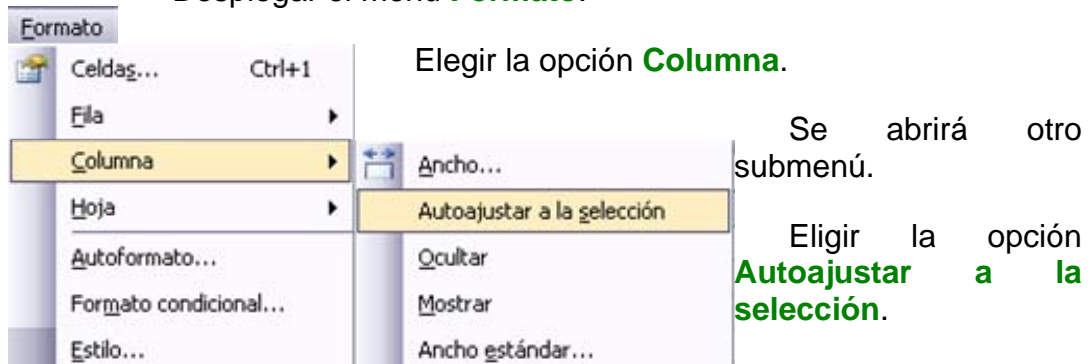 Desplegar el menú Formato.
Formato
Elegir la opción Columna.
Celdas... Ctrl+1
Fila
Se abrirá otro
submenú.
Columna
Ancho...
Hoja
Autoajustar a la selección
Eligir la opción
Autoajustar a la
selección.
Autoformato...
Ocultar
Formato condicional...
Mostrar
Estilo...
Ancho estándar...